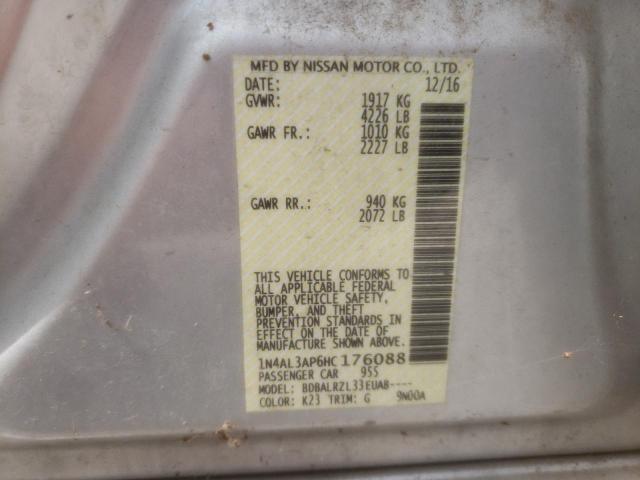 MFD BY NISSAN MOTOR CO., LTD.
DATE: 12/16
GVWR: 1917 KG
4226 LB
GAWR FR.: 1010 KG
2227 LB
GAWR RR.: 940 KG
2072 LB
THIS VEHICLE CONFORMS TO
ALL APPLICABLE FEDERAL
MOTOR VEHICLE SAFETY,
BUMPER, AND THEFT
PREVENTION STANDARDS IN
EFFECT ON THE DATE OF
MANUFACTURE SHOWN ABOVE.
1N4AL3AP6HC176088
PASSENGER CAR 955
MODEL: BDBALRZL33EUA8----
COLOR: K23 TRIM: G 9N00A